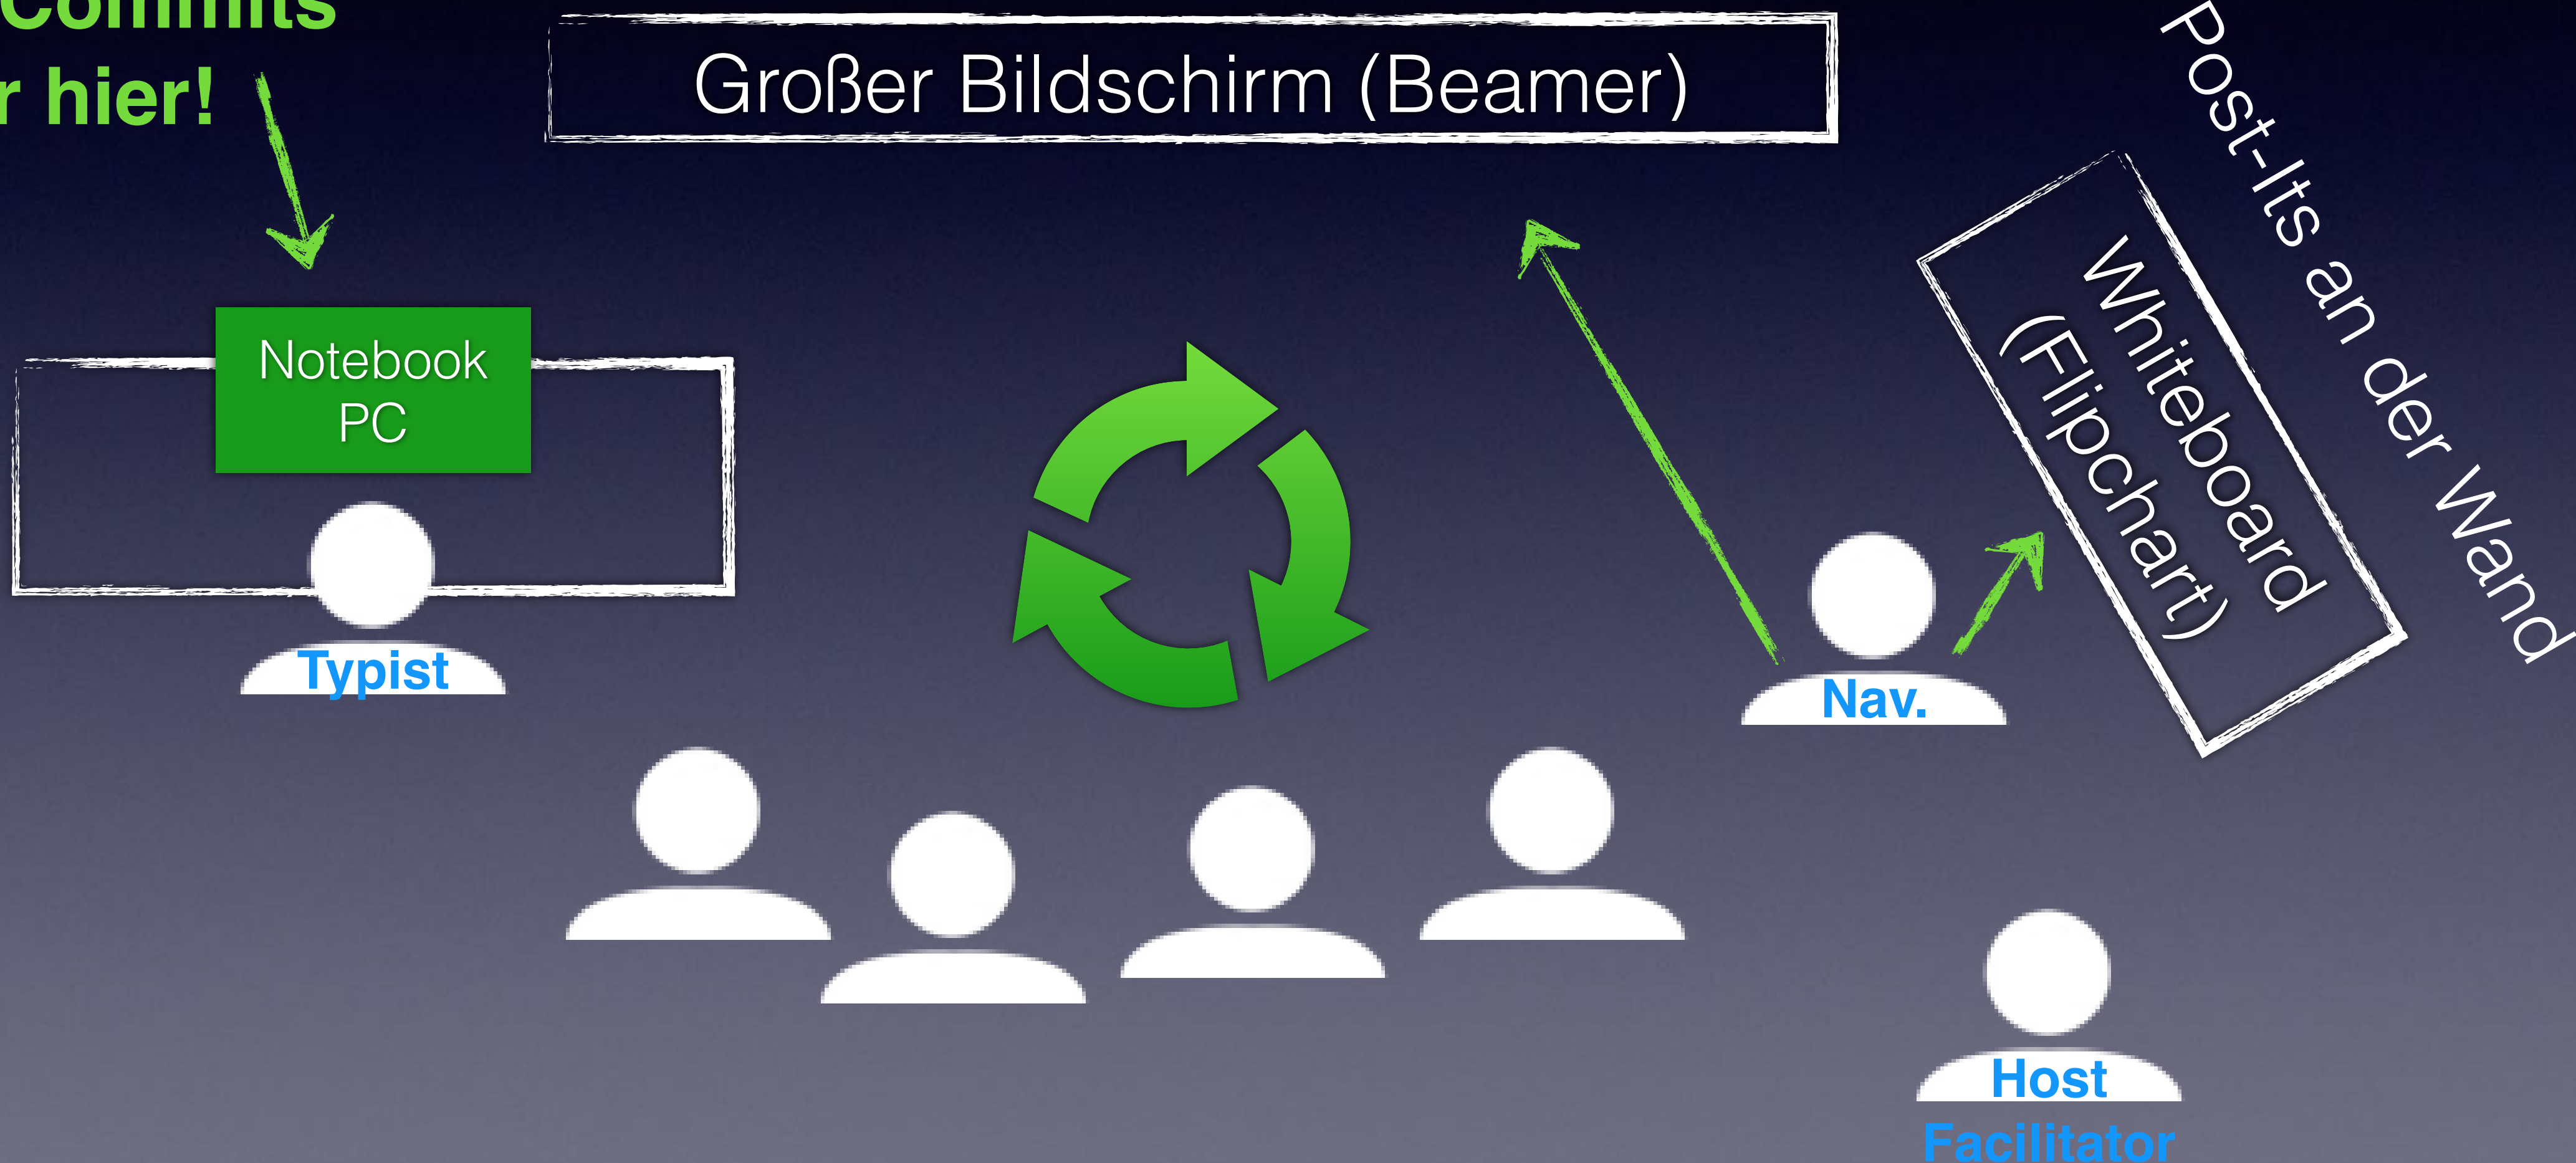 Commits
r hier!
Großer Bildschirm (Beamer)
Post-Its an der Wand
Whiteboard
(Flipchart)
Notebook
PC
Typist
Nav.
Host
Facilitator